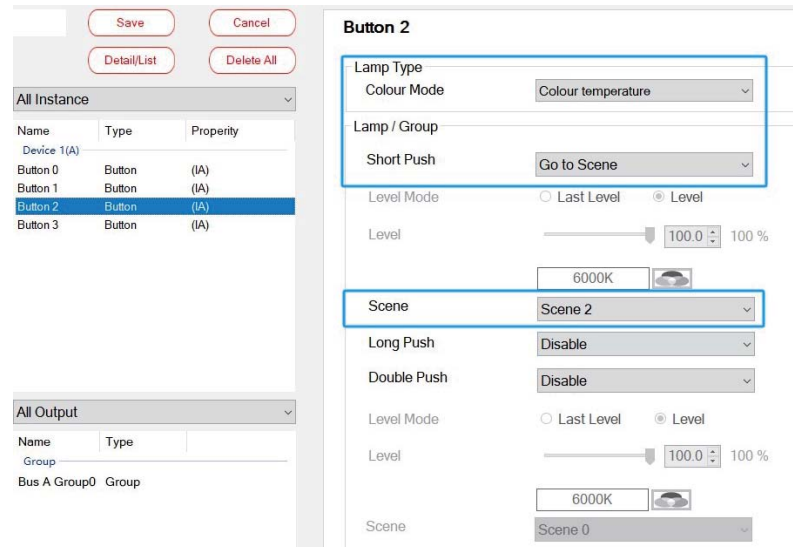 Save Cancel
Detail/List Delete All
All Instance
Name Type Properity
Device 1(A)
Button 0 Button (IA)
Button 1 Button (IA)
Button 2 Button (IA)
Button 3 Button (IA)
All Output
Name Type
Group
Bus A Group0 Group
Button 2
Lamp Type
Colour Mode Colour temperature
Lamp / Group
Short Push Go to Scene
Level Mode Last Level Level
Level 100.0 100 %
6000K
Scene Scene 2
Long Push Disable
Double Push Disable
Level Mode Last Level Level
Level 100.0 100 %
6000K
Scene Scene 0